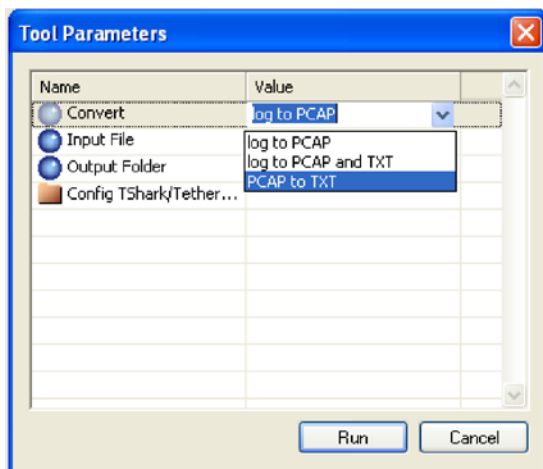 Tool Parameters
Name Value
Convert log to PCAP
Input File log to PCAP
Output Folder log to PCAP and TXT
Config TShark/Tether... PCAP to TXT
Run Cancel